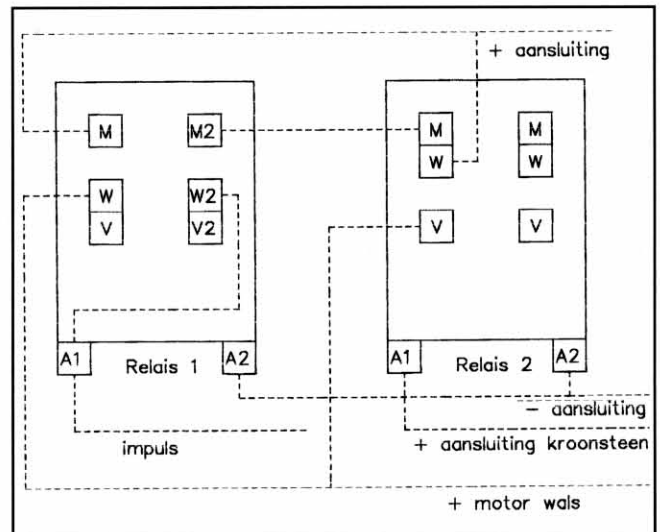 + aansluiting
M M2 M M
W W
W W2
V V2 V V
A1 Relais 1 A2 A1 Relais 2 A2
− aansluiting
impuls + aansluiting kroonsteen
+ motor wals